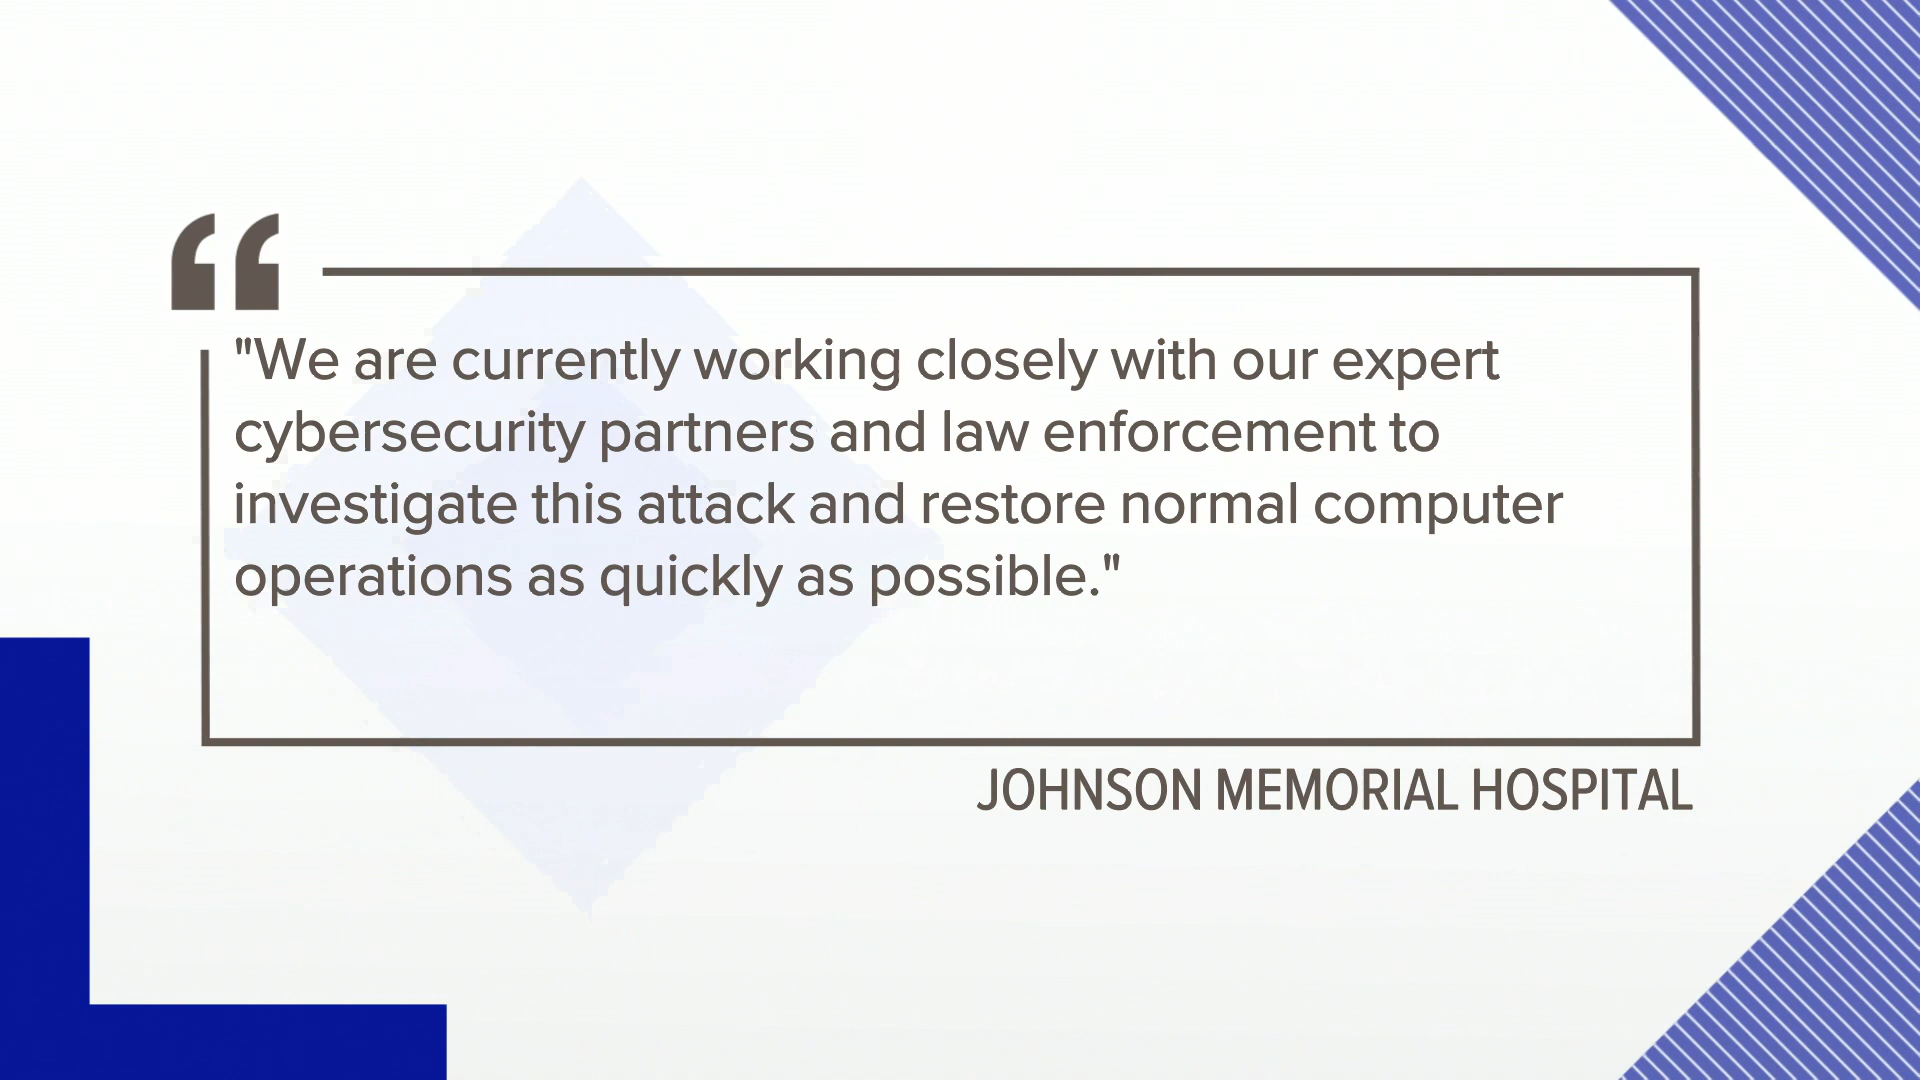 "We are currently working closely with our expert
cybersecurity partners and law enforcement to
investigate this attack and restore normal computer
operations as quickly as possible."
JOHNSON MEMORIAL HOSPITAL